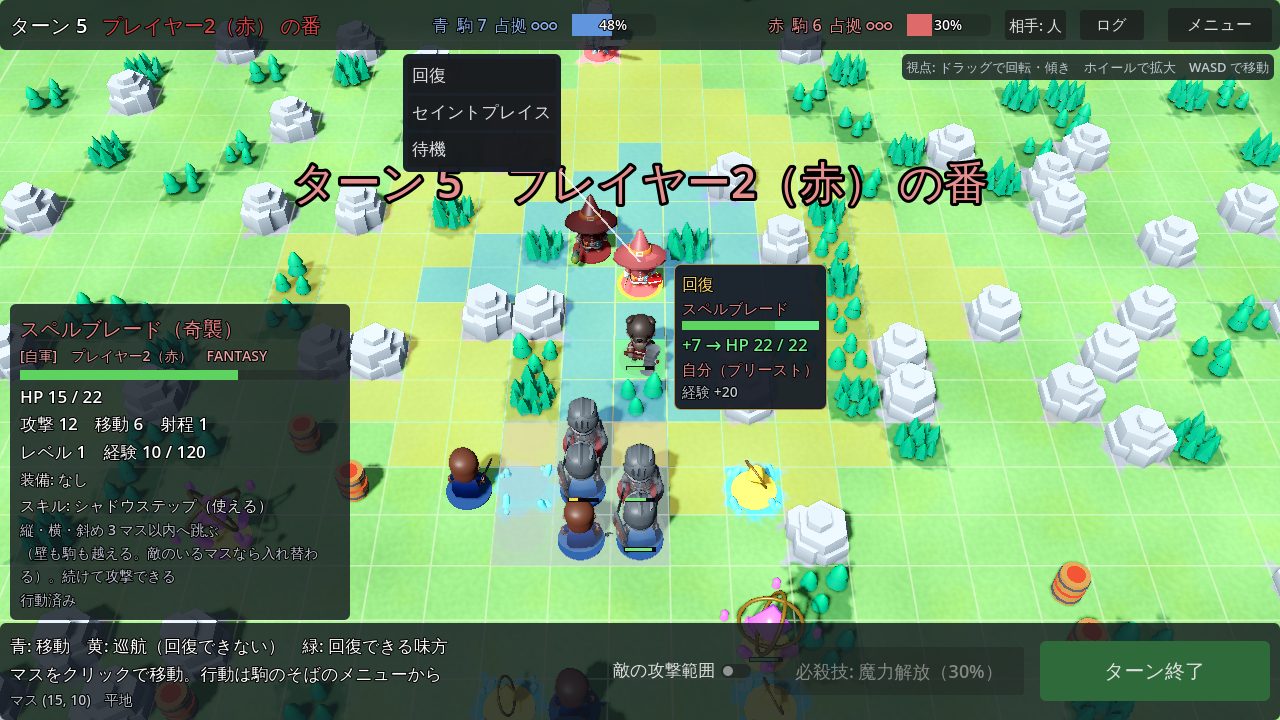 ターン 5 プレイヤー2（赤）の番
青 駒 7 占拠 ○○○ 48%
赤 駒 6 占拠 ○○○ 30%
相手: 人
ログ
メニュー
視点: ドラッグで回転・傾き ホイールで拡大 WASD で移動
回復
セイントプレイス
待機
ターン 5 プレイヤー2（赤）の番
回復
スペルブレード
+7 → HP 22 / 22
自分（プリースト）
経験 +20
スペルブレード（奇襲）
[自軍] プレイヤー2（赤） FANTASY
HP 15 / 22
攻撃 12 移動 6 射程 1
レベル 1 経験 10 / 120
装備: なし
スキル: シャドウステップ（使える）
縦・横・斜め 3 マス以内へ跳ぶ
（壁も駒も越える。敵のいるマスなら入れ替わ
る）。続けて攻撃できる
行動済み
青: 移動 黄: 巡航（回復できない） 緑: 回復できる味方
マスをクリックで移動。行動は駒のそばのメニューから
マス (15, 10) 平地
敵の攻撃範囲
必殺技: 魔力解放（30%）
ターン終了